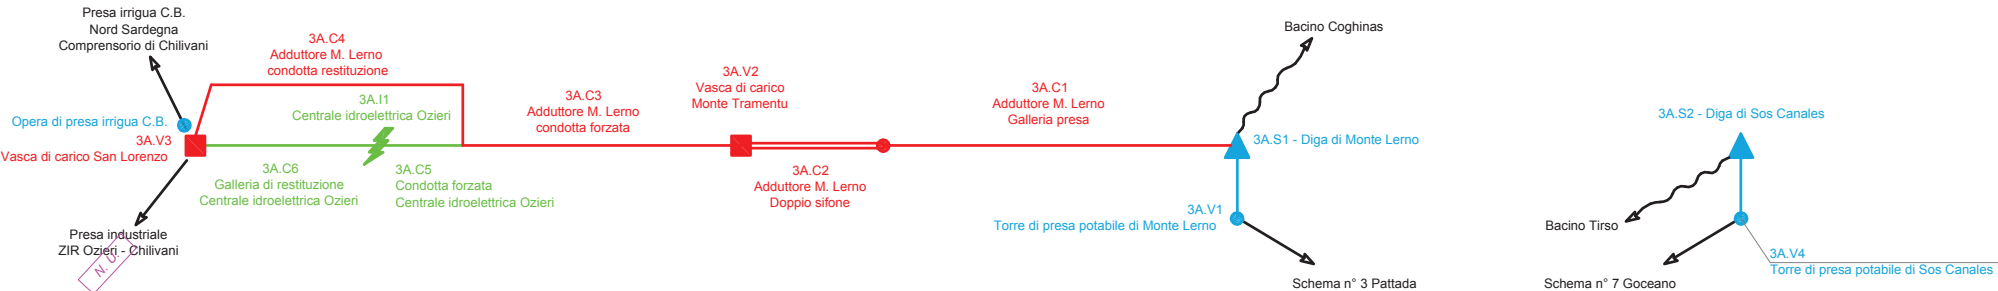 Presa irrigua C.B.
Nord Sardegna
Comprensorio di Chilivani
3A.C4
Adduttore M. Lerno
condotta restituzione
3A.I1
Centrale idroelettrica Ozieri
Opera di presa irrigua C.B.
3A.V3
Vasca di carico San Lorenzo
3A.C6
Galleria di restituzione
Centrale idroelettrica Ozieri
3A.C5
Condotta forzata
Centrale idroelettrica Ozieri
Presa industriale
ZIR Ozieri - Chilivani
N. U.
3A.C3
Adduttore M. Lerno
condotta forzata
3A.V2
Vasca di carico
Monte Tramentu
3A.C2
Adduttore M. Lerno
Doppio sifone
3A.C1
Adduttore M. Lerno
Galleria presa
Bacino Coghinas
3A.S1 - Diga di Monte Lerno
3A.V1
Torre di presa potabile di Monte Lerno
Schema n° 3 Pattada
3A.S2 - Diga di Sos Canales
Bacino Tirso
3A.V4
Torre di presa potabile di Sos Canales
Schema n° 7 Goceano